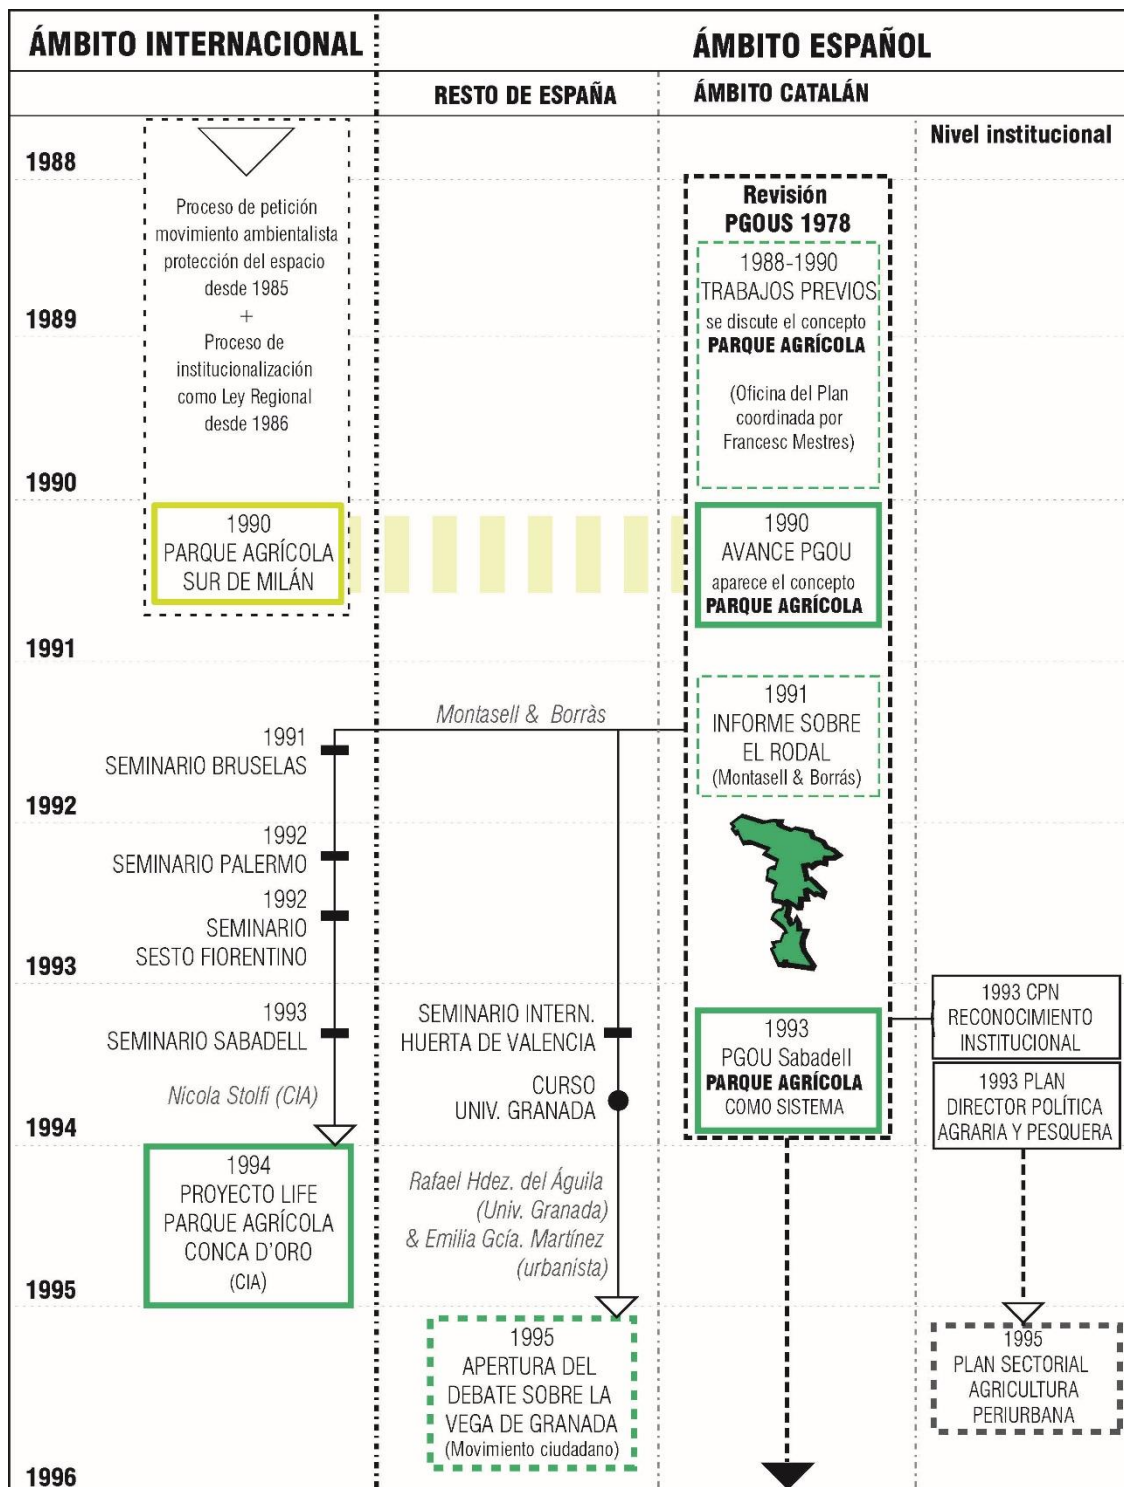 ÁMBITO INTERNACIONAL
ÁMBITO ESPAÑOL
RESTO DE ESPAÑA
ÁMBITO CATALÁN
Nivel institucional
1988
Proceso de petición
movimiento ambientalista
protección del espacio
desde 1985
+
Proceso de
institucionalización
como Ley Regional
desde 1986
Revisión
PGOUS 1978
1988-1990
TRABAJOS PREVIOS
se discute el concepto
PARQUE AGRÍCOLA
(Oficina del Plan
coordinada por
Francesc Mestres)
1989
1990
1990
PARQUE AGRÍCOLA
SUR DE MILÁN
1990
AVANCE PGOU
aparece el concepto
PARQUE AGRÍCOLA
1991
Montasell & Borràs
1991
INFORME SOBRE
EL RODAL
(Montasell & Borrás)
1991
SEMINARIO BRUSELAS
1992
1992
SEMINARIO PALERMO
1992
SEMINARIO
SESTO FIORENTINO
1993
1993
SEMINARIO SABADELL
SEMINARIO INTERN.
HUERTA DE VALENCIA
CURSO
UNIV. GRANADA
1993
PGOU Sabadell
PARQUE AGRÍCOLA
COMO SISTEMA
1993 CPN
RECONOCIMIENTO
INSTITUCIONAL
1993 PLAN
DIRECTOR POLÍTICA
AGRARIA Y PESQUERA
Nicola Stolfi (CIA)
1994
1994
PROYECTO LIFE
PARQUE AGRÍCOLA
CONCA D'ORO
(CIA)
Rafael Hdez. del Águila
(Univ. Granada)
& Emilia Gcía. Martínez
(urbanista)
1995
1995
APERTURA DEL
DEBATE SOBRE LA
VEGA DE GRANADA
(Movimiento ciudadano)
1995
PLAN SECTORIAL
AGRICULTURA
PERIURBANA
1996